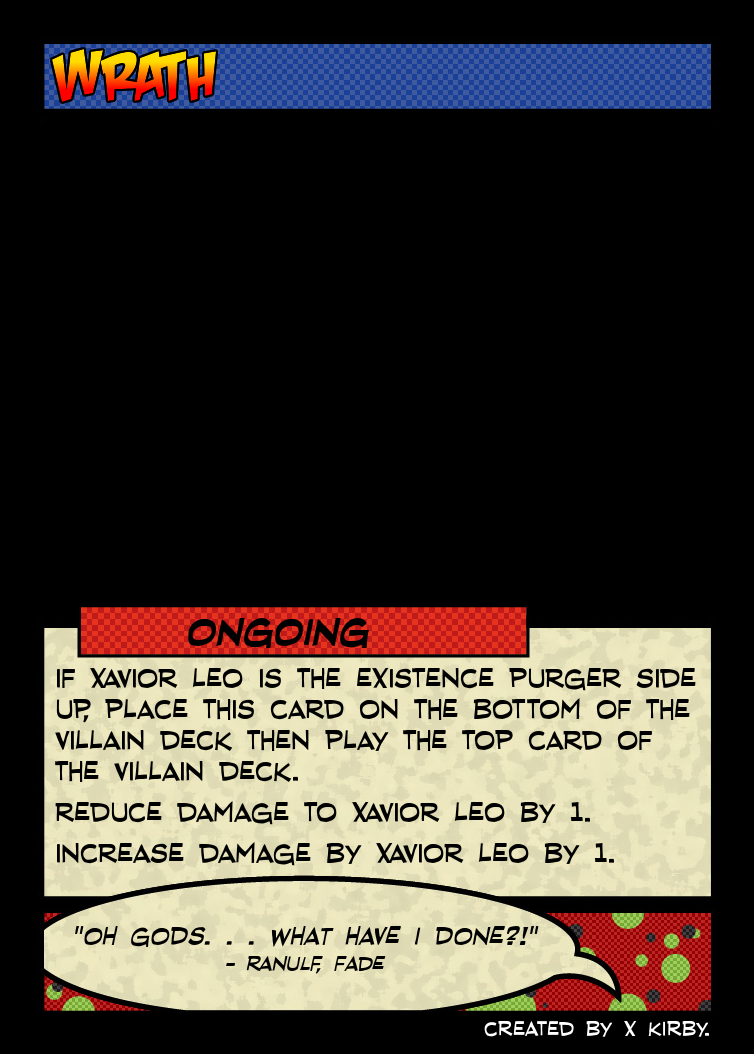 WRATH
ONGOING
IF XAVIOR LEO IS THE EXISTENCE PURGER SIDE
UP, PLACE THIS CARD ON THE BOTTOM OF THE
VILLAIN DECK THEN PLAY THE TOP CARD OF
THE VILLAIN DECK.
REDUCE DAMAGE TO XAVIOR LEO BY 1.
INCREASE DAMAGE BY XAVIOR LEO BY 1.
"OH GODS. . . WHAT HAVE I DONE?!"
- RANULF, FADE
CREATED BY X KIRBY.